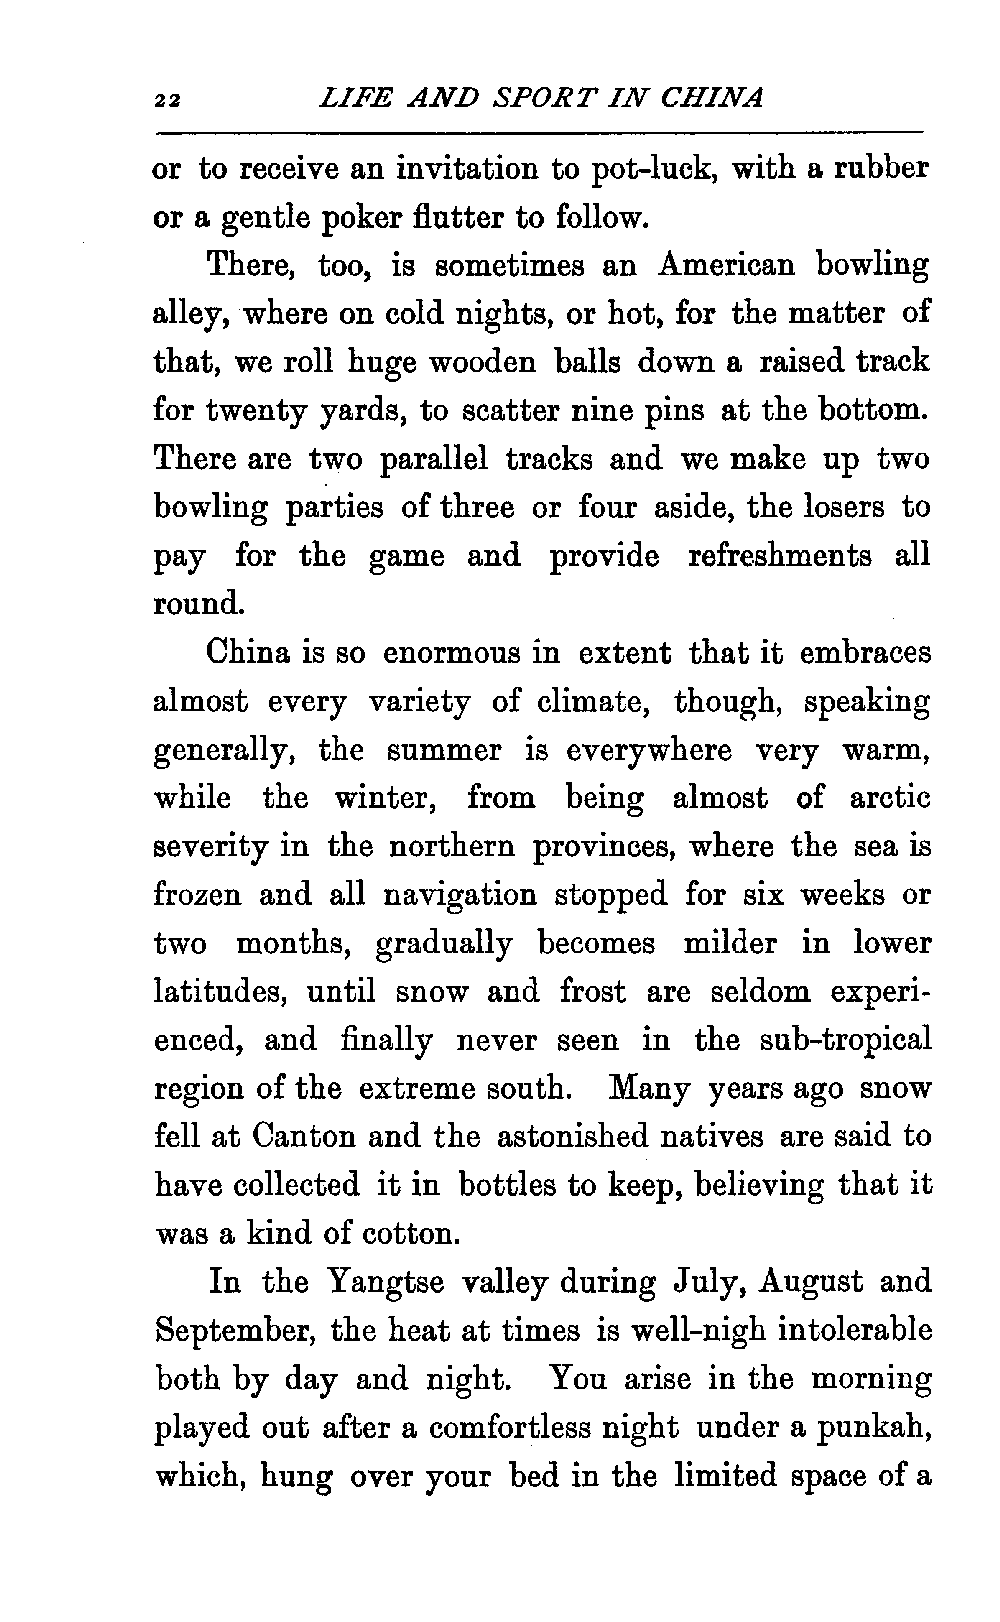 22 LIFE AND SPORT IN CHINA
or to receive an invitation to pot-luck, with a rubber
or a gentle poker flutter to follow.
There, too, is sometimes an American bowling
alley, where on cold nights, or hot, for the matter of
that, we roll huge wooden balls down a raised track
for twenty yards, to scatter nine pins at the bottom.
There are two parallel tracks and we make up two
bowling parties of three or four aside, the losers to
pay for the game and provide refreshments all
round.
China is so enormous in extent that it embraces
almost every variety of climate, though, speaking
generally, the summer is everywhere very warm,
while the winter, from being almost of arctic
severity in the northern provinces, where the sea is
frozen and all navigation stopped for six weeks or
two months, gradually becomes milder in lower
latitudes, until snow and frost are seldom experi-
enced, and finally never seen in the sub-tropical
region of the extreme south. Many years ago snow
fell at Canton and the astonished natives are said to
have collected it in bottles to keep, believing that it
was a kind of cotton.
In the Yangtse valley during July, August and
September, the heat at times is well-nigh intolerable
both by day and night. You arise in the morning
played out after a comfortless night under a punkah,
which, hung over your bed in the limited space of a